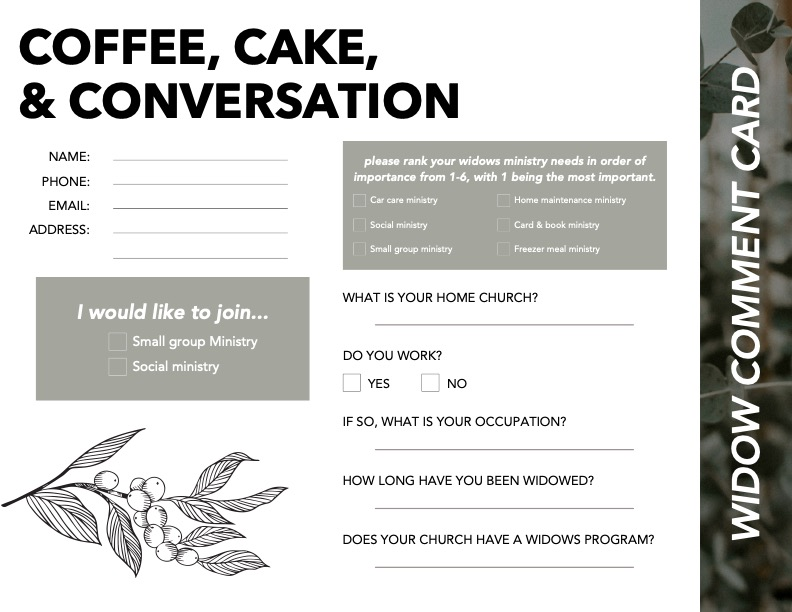 COFFEE, CAKE,
& CONVERSATION
NAME:
PHONE:
EMAIL:
ADDRESS:
I would like to join...
Small group Ministry
Social ministry
please rank your widows ministry needs in order of
importance from 1-6, with 1 being the most important.
Car care ministry
Home maintenance ministry
Social ministry
Card & book ministry
Small group ministry
Freezer meal ministry
WHAT IS YOUR HOME CHURCH?
DO YOU WORK?
YES NO
IF SO, WHAT IS YOUR OCCUPATION?
HOW LONG HAVE YOU BEEN WIDOWED?
DOES YOUR CHURCH HAVE A WIDOWS PROGRAM?
WIDOW COMMENT CARD